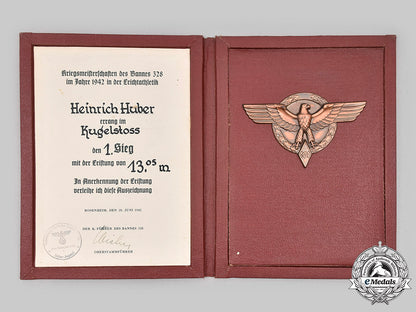 Kriegsmeisterschaften des Bannes 328
im Jahre 1942 in der Leichtathletik
Heinrich Huber
errang im
Kugelstoss
den 1. Sieg
mit der Leistung von 13.05 m
In Anerkennung der Leistung
verleihe ich diese Auszeichnung
ROSENHEIM, DEN JUNI 1942
DER K. FÜHRER DES BANNES 328
OBERSTAMMFÜHRER
eMedals